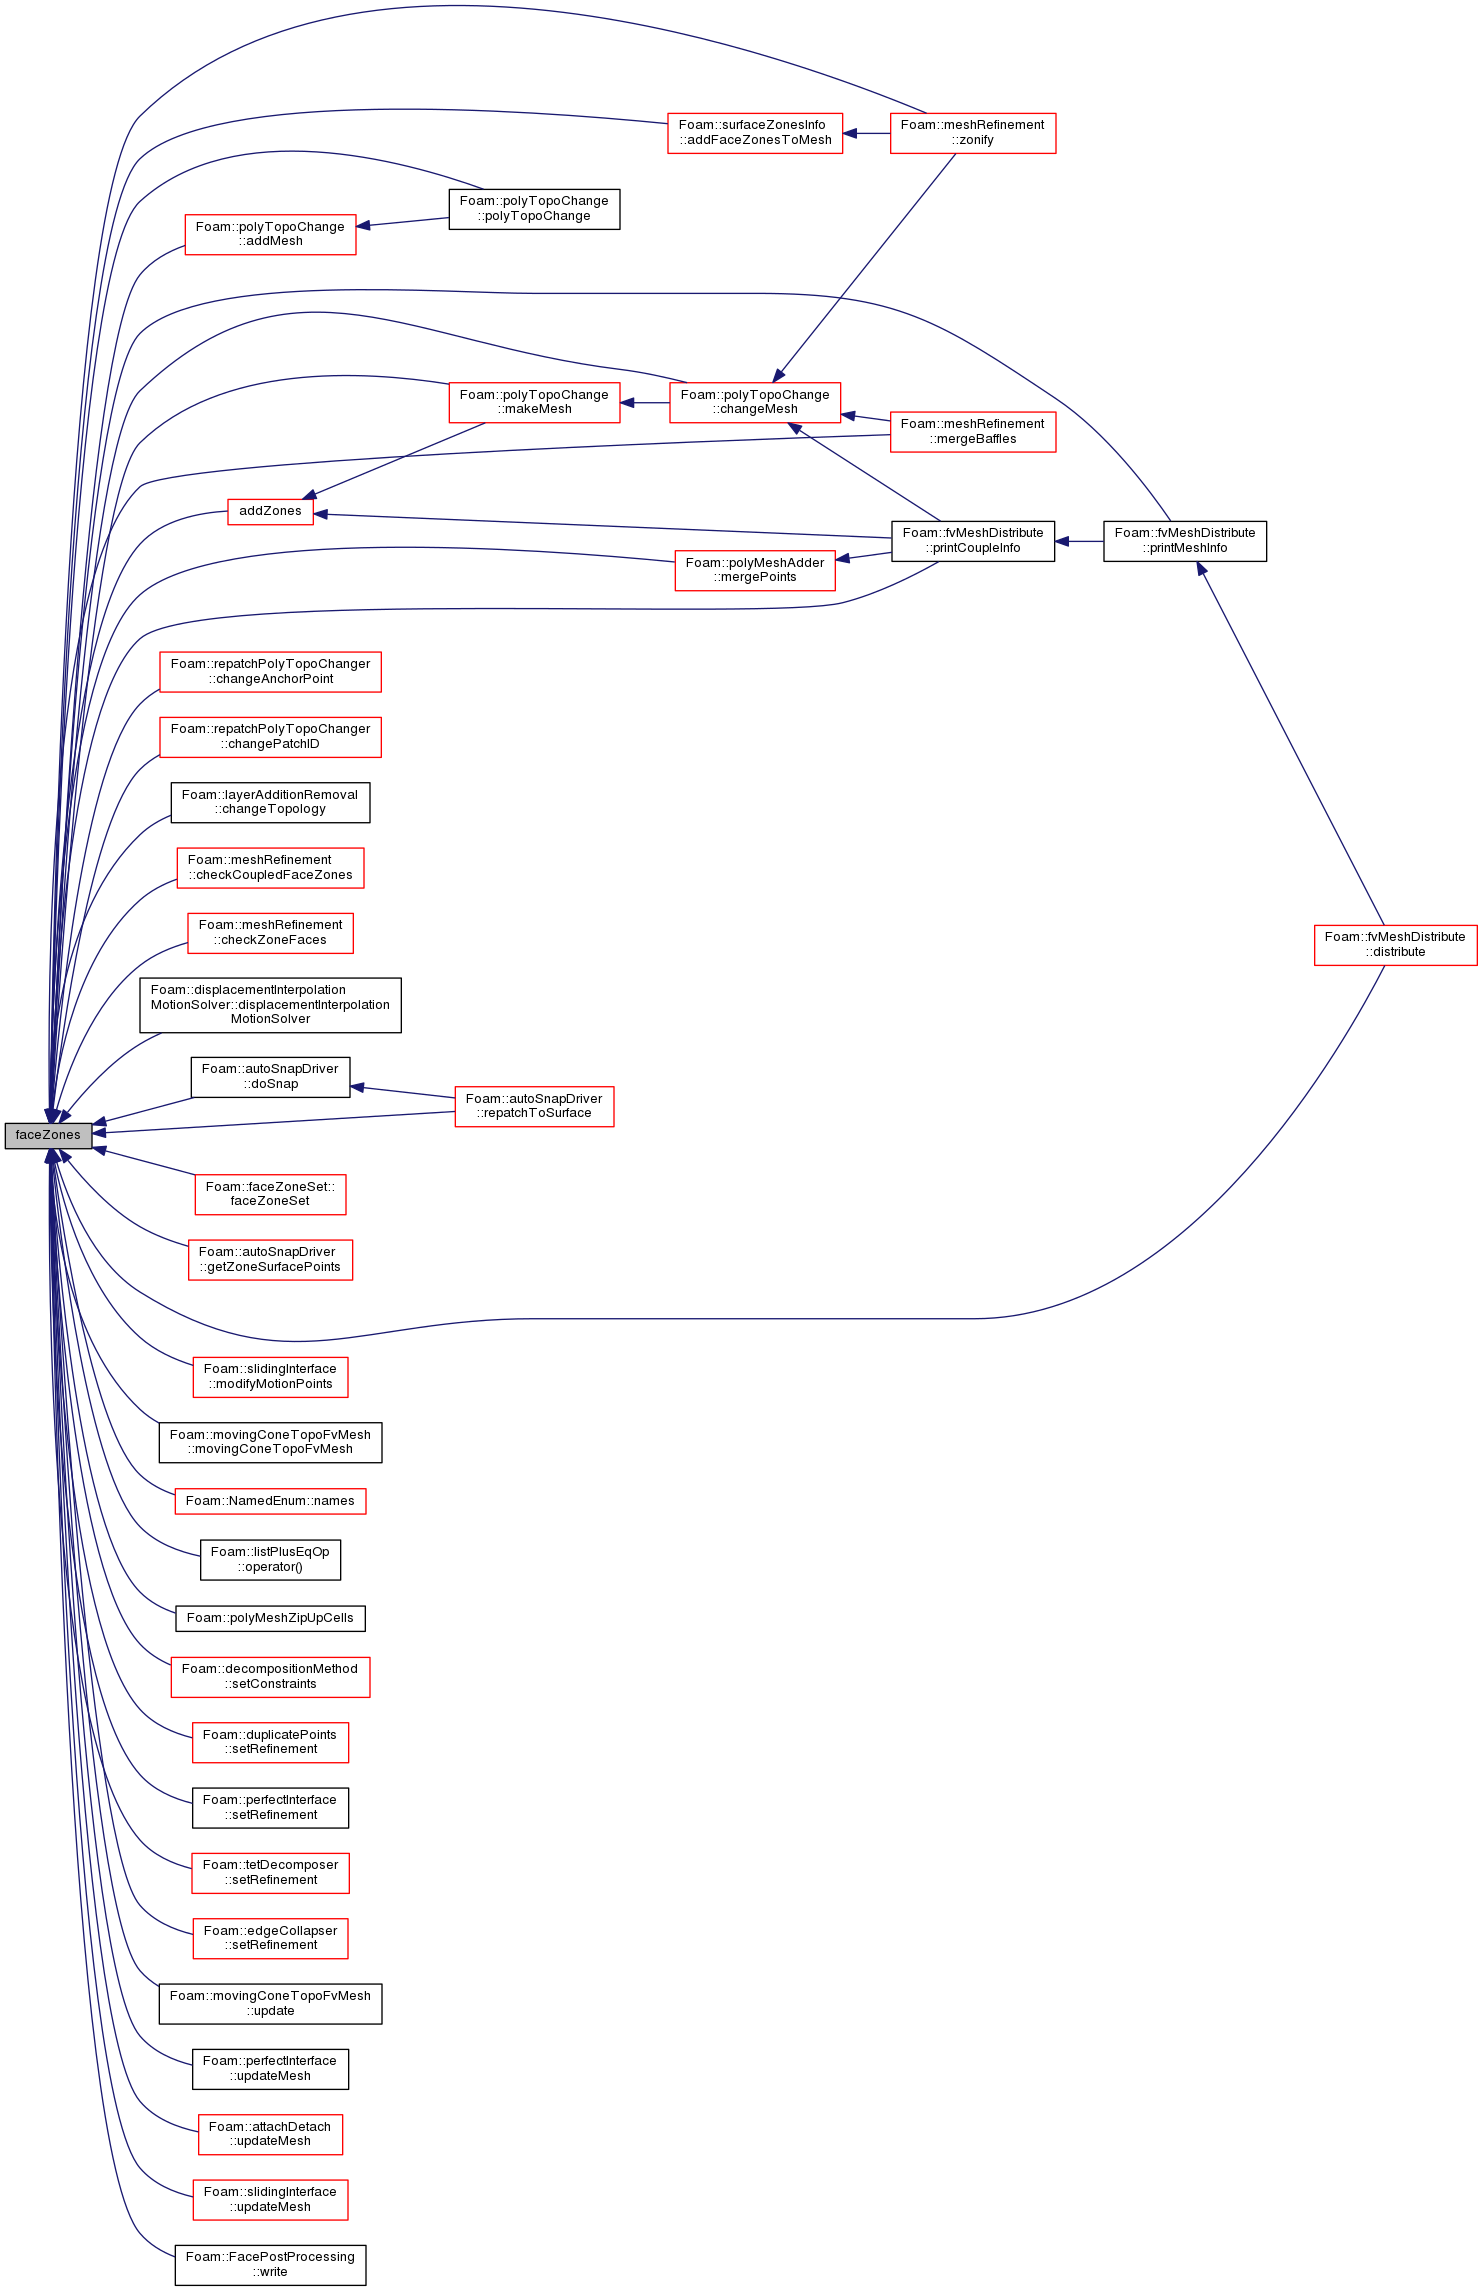 Foam::surfaceZonesInfo
::addFaceZonesToMesh
Foam::meshRefinement
::zonify
Foam::polyTopoChange
::polyTopoChange
Foam::polyTopoChange
::addMesh
Foam::polyTopoChange
::makeMesh
Foam::polyTopoChange
::changeMesh
Foam::meshRefinement
::mergeBaffles
addZones
Foam::fvMeshDistribute
::printCoupleInfo
Foam::fvMeshDistribute
::printMeshInfo
Foam::polyMeshAdder
::mergePoints
Foam::repatchPolyTopoChanger
::changeAnchorPoint
Foam::repatchPolyTopoChanger
::changePatchID
Foam::layerAdditionRemoval
::changeTopology
Foam::meshRefinement
::checkCoupledFaceZones
Foam::meshRefinement
::checkZoneFaces
Foam::fvMeshDistribute
::distribute
Foam::displacementInterpolation
MotionSolver::displacementInterpolation
MotionSolver
Foam::autoSnapDriver
::doSnap
Foam::autoSnapDriver
::repatchToSurface
faceZones
Foam::faceZoneSet::
faceZoneSet
Foam::autoSnapDriver
::getZoneSurfacePoints
Foam::slidingInterface
::modifyMotionPoints
Foam::movingConeTopoFvMesh
::movingConeTopoFvMesh
Foam::NamedEnum::names
Foam::listPlusEqOp
::operator()
Foam::polyMeshZipUpCells
Foam::decompositionMethod
::setConstraints
Foam::duplicatePoints
::setRefinement
Foam::perfectInterface
::setRefinement
Foam::tetDecomposer
::setRefinement
Foam::edgeCollapser
::setRefinement
Foam::movingConeTopoFvMesh
::update
Foam::perfectInterface
::updateMesh
Foam::attachDetach
::updateMesh
Foam::slidingInterface
::updateMesh
Foam::FacePostProcessing
::write